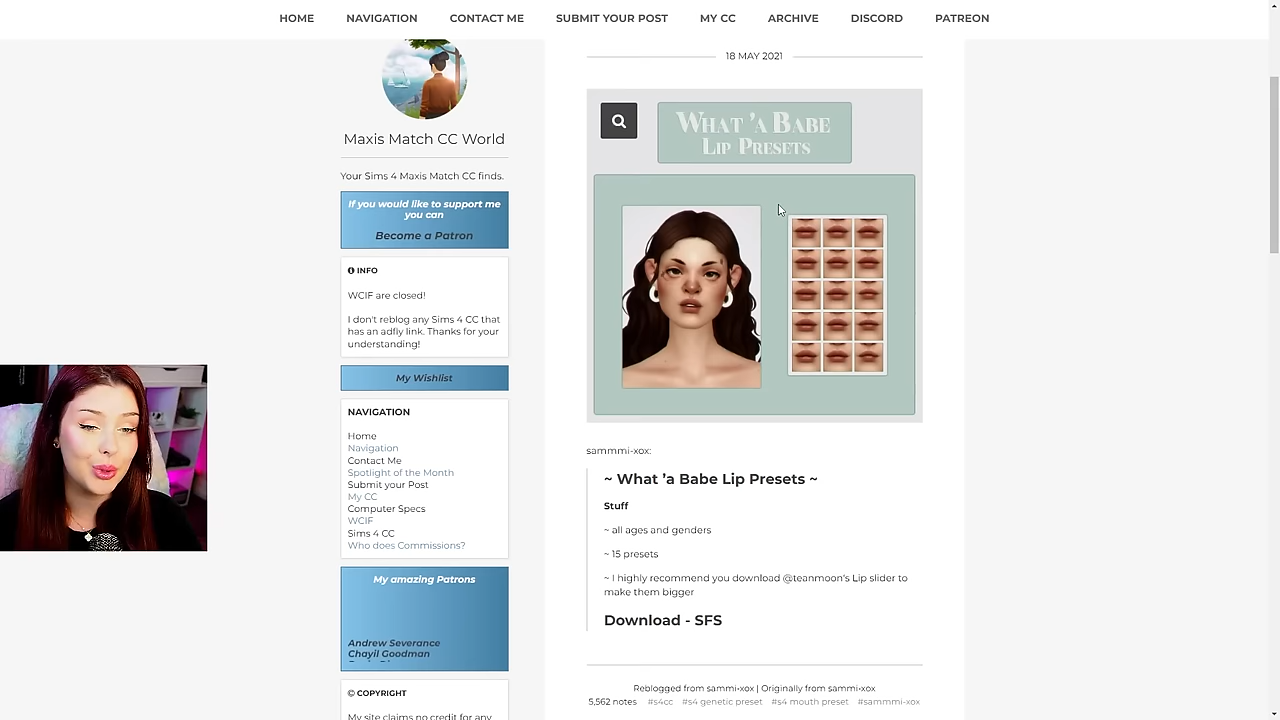 HOME NAVIGATION CONTACT ME SUBMIT YOUR POST MY CC ARCHIVE DISCORD PATREON
Maxis Match CC World
Your Sims 4 Maxis Match CC finds.
If you would like to support me
you can
Become a Patron
INFO
WCIF are closed!
I don't reblog any Sims 4 CC that
has an adfly link. Thanks for your
understanding!
My Wishlist
NAVIGATION
Home
Navigation
Contact Me
Spotlight of the Month
Submit your Post
My CC
Computer Specs
WCIF
Sims 4 CC
Who does Commissions?
My amazing Patrons
Andrew Severance
Chayil Goodman
© COPYRIGHT
My site claims no credit for any
18 MAY 2021
WHAT 'A BABE
LIP PRESETS
sammmi-xox:
~ What 'a Babe Lip Presets ~
Stuff
~ all ages and genders
~ 15 presets
~ I highly recommend you download @teanmoon's Lip slider to
make them bigger
Download - SFS
Reblogged from sammi-xox | Originally from sammi-xox
5,562 notes #s4cc #s4 genetic preset #s4 mouth preset #sammmi-xox